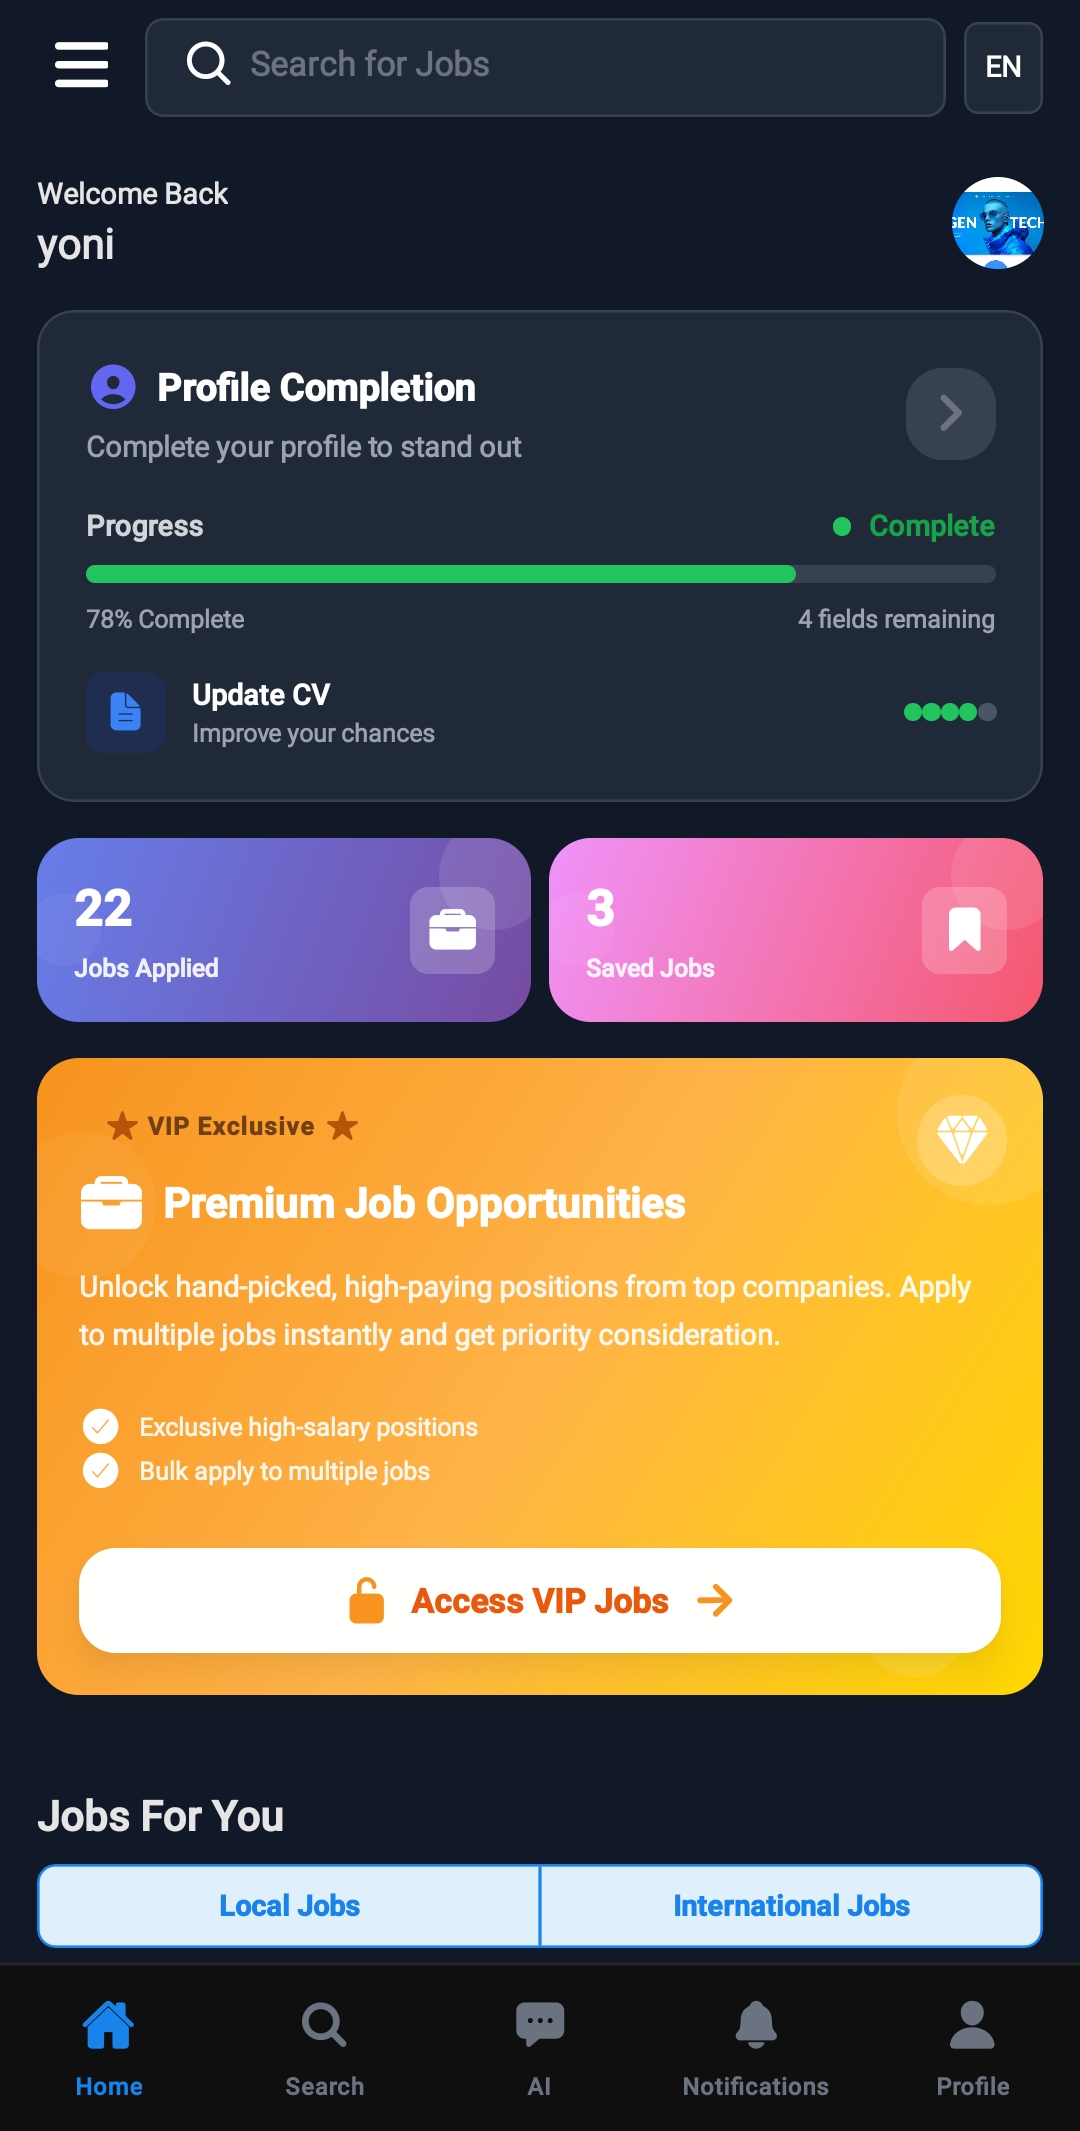 Search for Jobs
EN
Welcome Back
yoni
GEN TECH
Profile Completion
Complete your profile to stand out
Progress
Complete
78% Complete
4 fields remaining
Update CV
Improve your chances
22
Jobs Applied
3
Saved Jobs
VIP Exclusive
Premium Job Opportunities
Unlock hand-picked, high-paying positions from top companies. Apply
to multiple jobs instantly and get priority consideration.
Exclusive high-salary positions
Bulk apply to multiple jobs
Access VIP Jobs
Jobs For You
Local Jobs
International Jobs
Home
Search
AI
Notifications
Profile